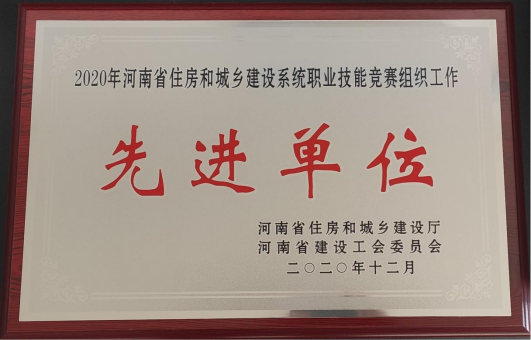 2020年河南省住房和城乡建设系统职业技能竞赛组织工作
先进单位
河南省住房和城乡建设厅
河南省建设工会委员会
二〇二〇年十二月